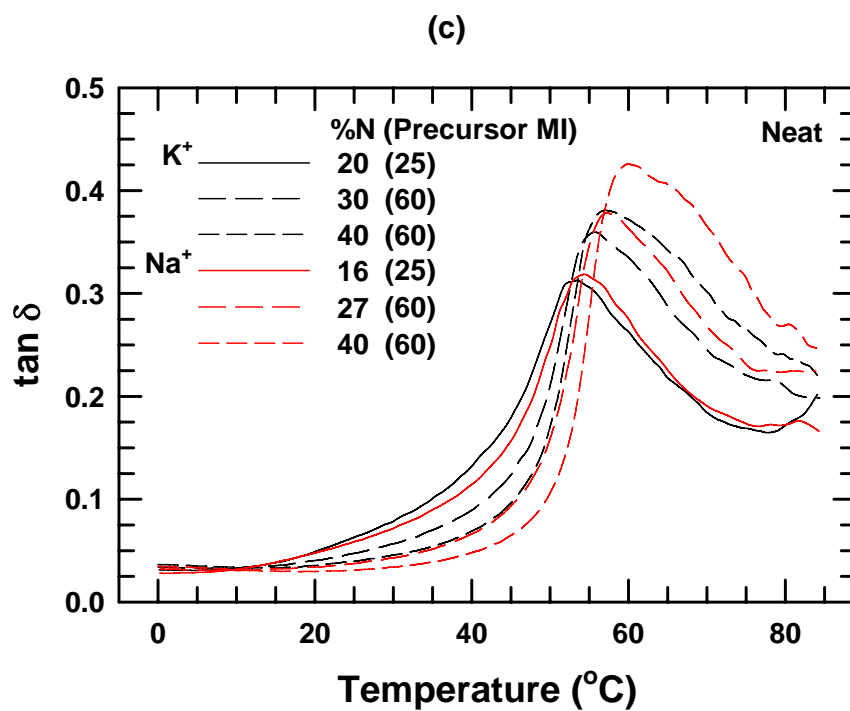 (c)
%N (Precursor MI)
Neat
K⁺ 20 (25)
30 (60)
40 (60)
Na⁺ 16 (25)
27 (60)
40 (60)
0.5
0.4
0.3
0.2
0.1
0.0
tan δ
0 20 40 60 80
Temperature (°C)